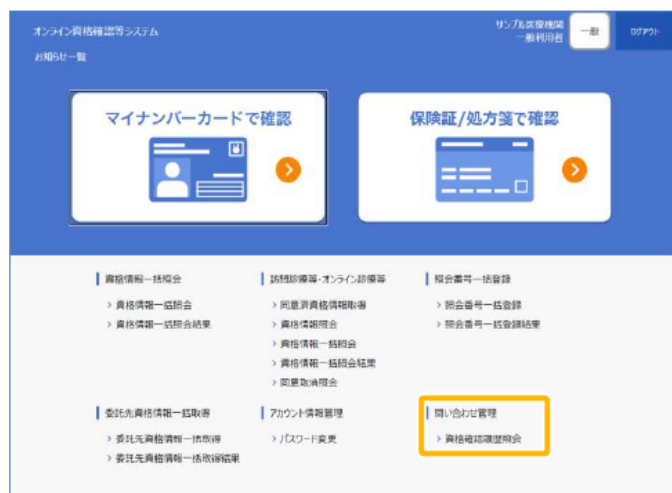 オンライン資格確認等システム
サンプル医療機関
一般利用者
一般
ログアウト
お知らせ一覧
マイナンバーカードで確認
保険証/処方箋で確認
資格情報一括照会
資格情報一括照会
資格情報一括照会結果
訪問診療等・オンライン診療等
同意済資格情報取得
資格情報照会
資格情報一括照会
資格情報一括照会結果
同意取消照会
照会番号一括登録
照会番号一括登録
照会番号一括登録結果
委託先資格情報一括取得
委託先資格情報一括取得
委託先資格情報一括取得結果
アカウント情報管理
パスワード変更
問い合わせ管理
資格確認履歴照会